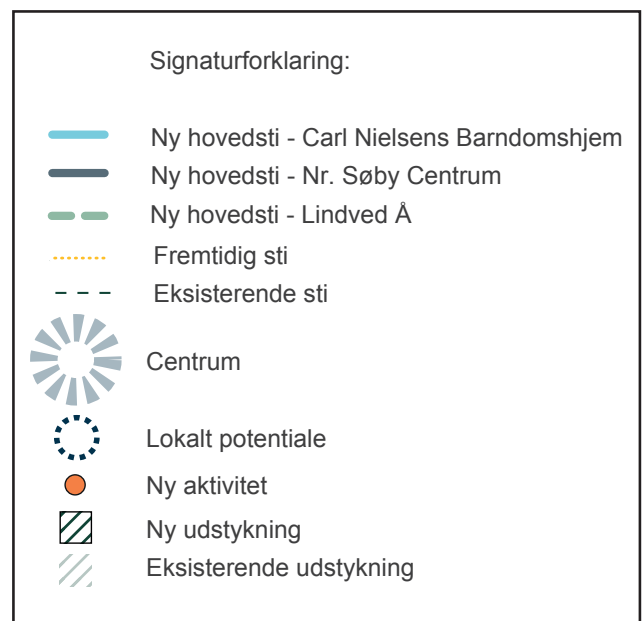 Signaturforklaring:
Ny hovedsti - Carl Nielsens Barndomshjem
Ny hovedsti - Nr. Søby Centrum
Ny hovedsti - Lindved Å
Fremtidig sti
Eksisterende sti
Centrum
Lokalt potentiale
Ny aktivitet
Ny udstykning
Eksisterende udstykning